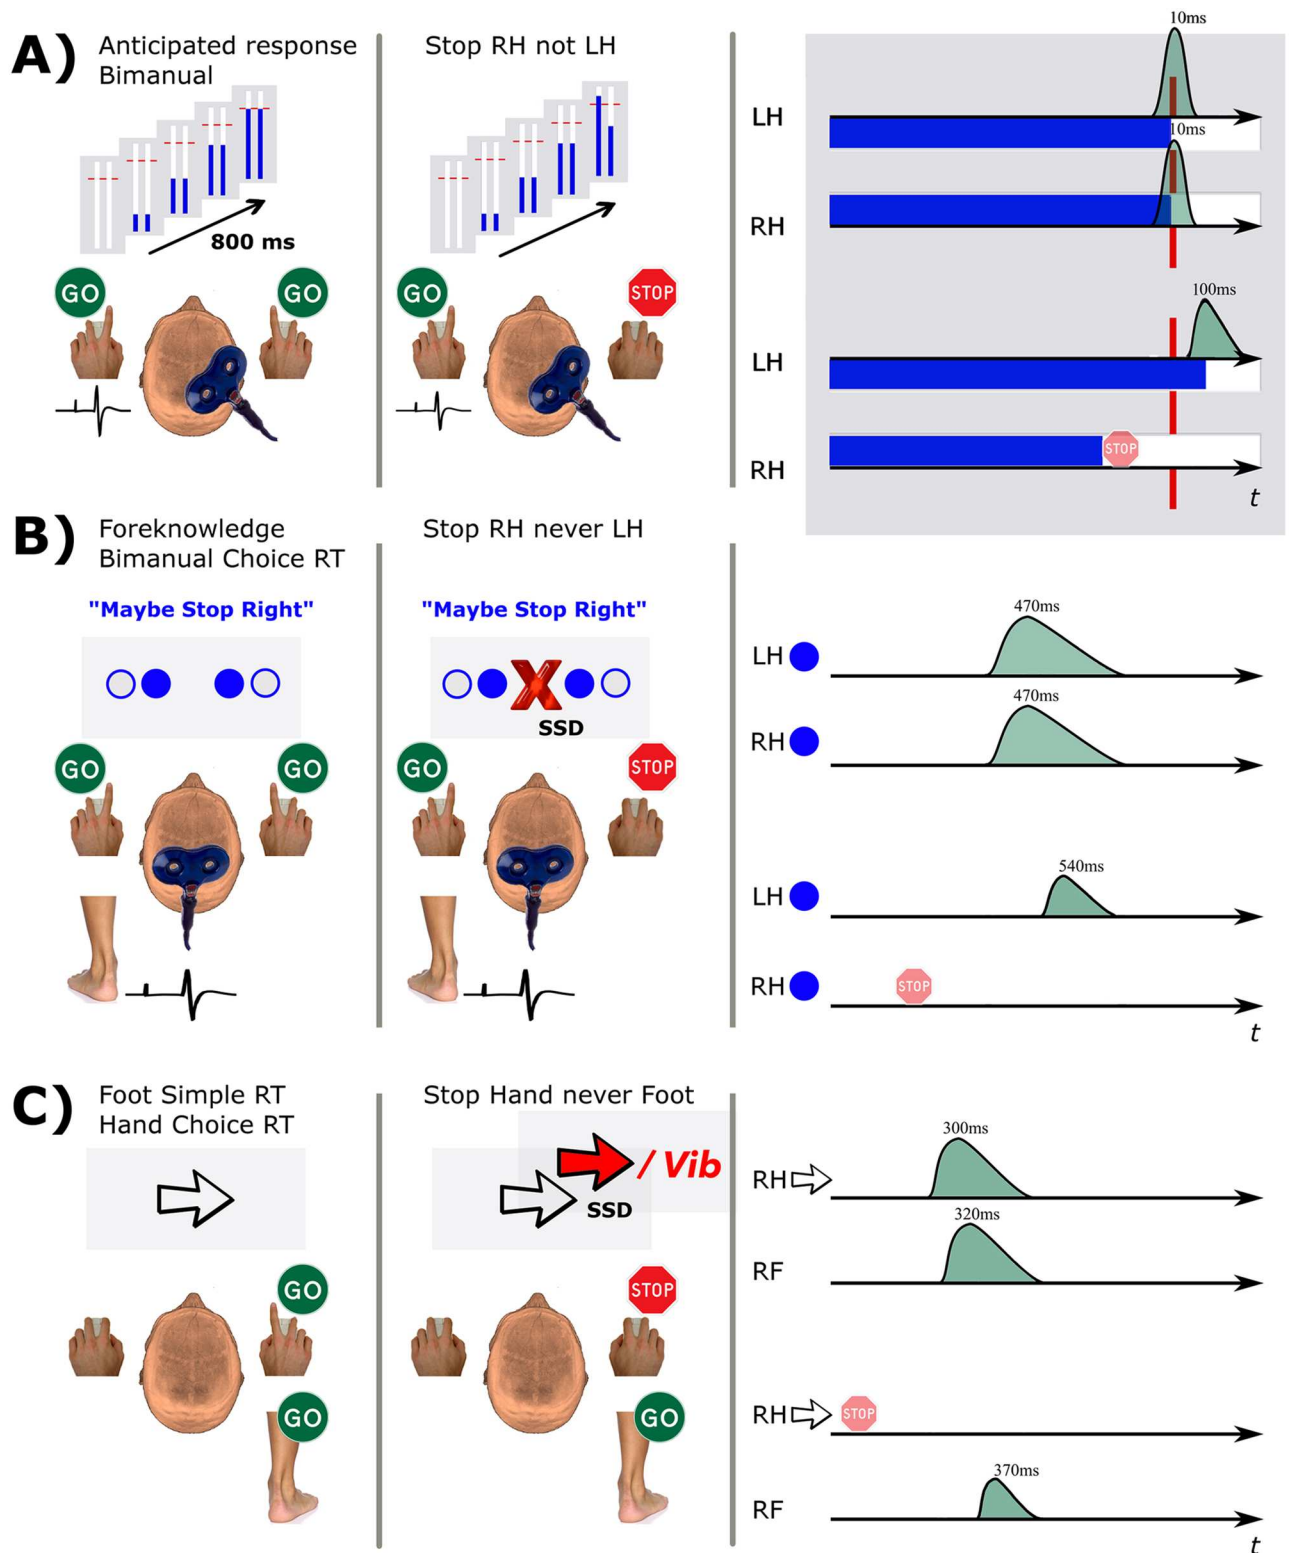 A)
Anticipated response
Bimanual
800 ms
GO
GO
Stop RH not LH
GO
STOP
10ms
LH
10ms
RH
100ms
LH
STOP
RH
t
B)
Foreknowledge
Bimanual Choice RT
"Maybe Stop Right"
GO
GO
Stop RH never LH
"Maybe Stop Right"
X
SSD
GO
STOP
470ms
LH
470ms
RH
540ms
LH
RH
STOP
t
C)
Foot Simple RT
Hand Choice RT
GO
GO
Stop Hand never Foot
/ Vib
SSD
STOP
GO
300ms
RH
320ms
RF
RH
STOP
370ms
RF
t